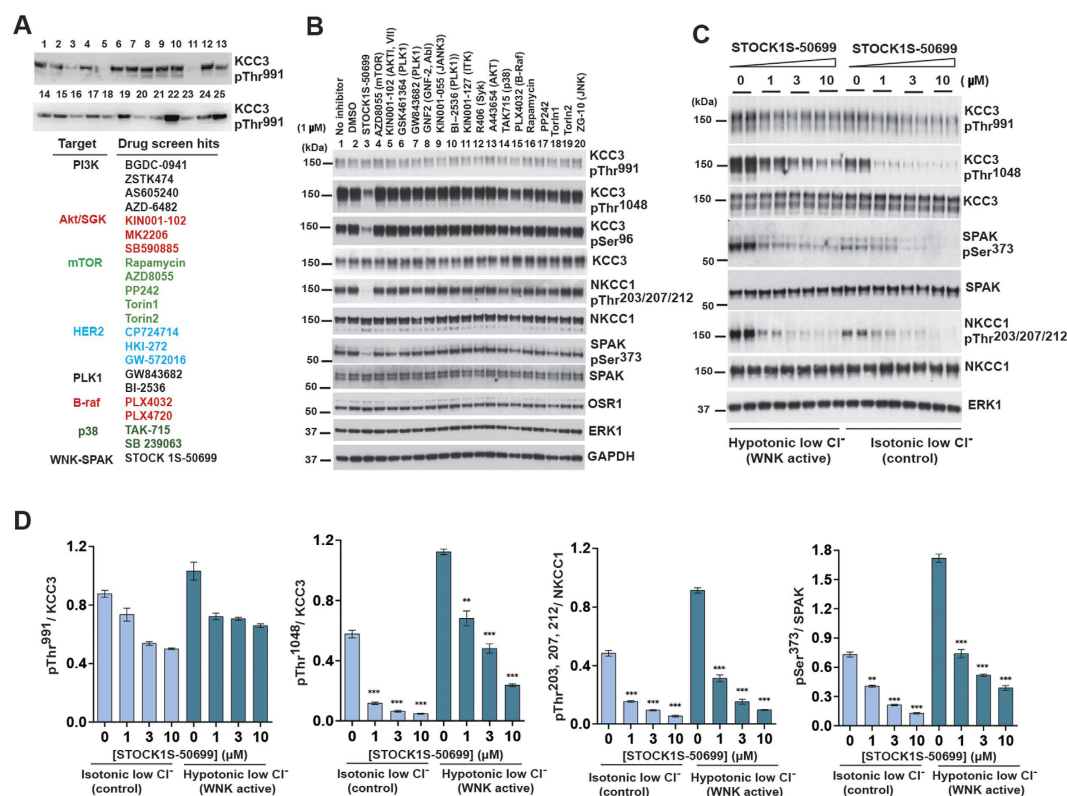 A
1 2 3 4 5 6 7 8 9 10 11 12 13
KCC3
pThr991
14 15 16 17 18 19 20 21 22 23 24 25
KCC3
pThr991
Target Drug screen hits
PI3K BGDC-0941
ZSTK474
AS605240
AZD-6482
Akt/SGK KIN001-102
MK2206
SB590885
mTOR Rapamycin
AZD8055
PP242
Torin1
Torin2
HER2 CP724714
HKI-272
GW-572016
PLK1 GW843682
BI-2536
B-raf PLX4032
PLX4720
p38 TAK-715
SB 239063
WNK-SPAK STOCK 1S-50699
B
No inhibitor
DMSO
STOCK1S-50699
AZD8055 (mTOR)
KIN001-102 (AKTI, VII)
GSK461364 (PLK1)
GW843682 (PLK1)
GNF2 (GNF-2, Abl)
KIN001-055 (JANK3)
BI–2536 (PLK1))
KIN001-127 (ITK)
R406 (Syk)
A443654 (AKT)
TAK715 (p38)
PLX4032 (B-Raf)
Rapamycin
PP242
Torin1
Torin2
ZG-10 (JNK)
(1 μM)
1 2 3 4 5 6 7 8 9 10 11 12 13 14 15 16 17 18 19 20
(kDa)
150 KCC3
pThr991
150 KCC3
pThr1048
150 KCC3
pSer96
150 KCC3
150 NKCC1
pThr203/207/212
150 NKCC1
50 SPAK
pSer373
50 SPAK
50 OSR1
37 ERK1
37 GAPDH
C
STOCK1S-50699 STOCK1S-50699
0 1 3 10 0 1 3 10 (μM)
(kDa)
150 KCC3
pThr991
150 KCC3
pThr1048
150 KCC3
50 SPAK
pSer373
50 SPAK
150 NKCC1
pThr203/207/212
150 NKCC1
37 ERK1
Hypotonic low Cl-
(WNK active)
Isotonic low Cl-
(control)
D
pThr991/ KCC3
1.2
0.8
0.4
0.0
0 1 3 10 0 1 3 10
[STOCK1S-50699] (μM)
Isotonic low Cl-
(control)
Hypotonic low Cl-
(WNK active)
pThr1048/ KCC3
1.2
0.9
0.6
0.3
0.0
*** *** *** ** *** ***
0 1 3 10 0 1 3 10
[STOCK1S-50699] (μM)
Isotonic low Cl-
(control)
Hypotonic low Cl-
(WNK active)
pThr203, 207, 212/ NKCC1
1.2
0.9
0.6
0.3
0.0
*** *** *** *** *** ***
0 1 3 10 0 1 3 10
[STOCK1S-50699] (μM)
Isotonic low Cl-
(control)
Hypotonic low Cl-
(WNK active)
pSer373/ SPAK
1.8
1.5
1.2
0.9
0.6
0.3
0.0
** *** *** *** *** ***
0 1 3 10 0 1 3 10
[STOCK1S-50699] (μM)
Isotonic low Cl-
(control)
Hypotonic low Cl-
(WNK active)